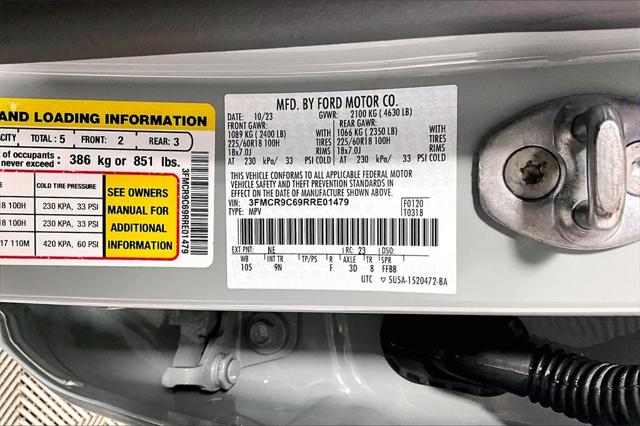 AND LOADING INFORMATION
TOTAL: 5 FRONT: 2 REAR: 3
of occupants: 386 kg or 851 lbs.
never exceed:
COLD TIRE PRESSURE
100H 230 KPA, 33 PSI
100H 230 KPA, 33 PSI
110M 420 KPA, 60 PSI
SEE OWNERS
MANUAL FOR
ADDITIONAL
INFORMATION
3FMCR9C69RRE01479
MFD. BY FORD MOTOR CO.
DATE: 10/23 GVWR: 2100 KG ( 4630 LB)
FRONT GAWR: REAR GAWR:
1089 KG ( 2400 LB) WITH 1066 KG ( 2350 LB) WITH
225/60R18 100H TIRES 225/60R18 100H TIRES
18x7.0J RIMS 18x7.0J RIMS
AT 230 kPa/ 33 PSI COLD AT 230 kPa/ 33 PSI COLD
THIS VEHICLE CONFORMS TO ALL APPLICABLE FEDERAL MOTOR
VEHICLE SAFETY AND THEFT PREVENTION STANDARDS IN
EFFECT ON THE DATE OF MANUFACTURE SHOWN ABOVE.
VIN: 3FMCR9C69RRE01479 F0120
TYPE: MPV T0318
EXT PNT: NE RC: 23 DSO:
WB INT TR TP/PS R AXLE TR SPR
105 9N F 3D 8 FFBB
UTC 5U5A-1520472-BA